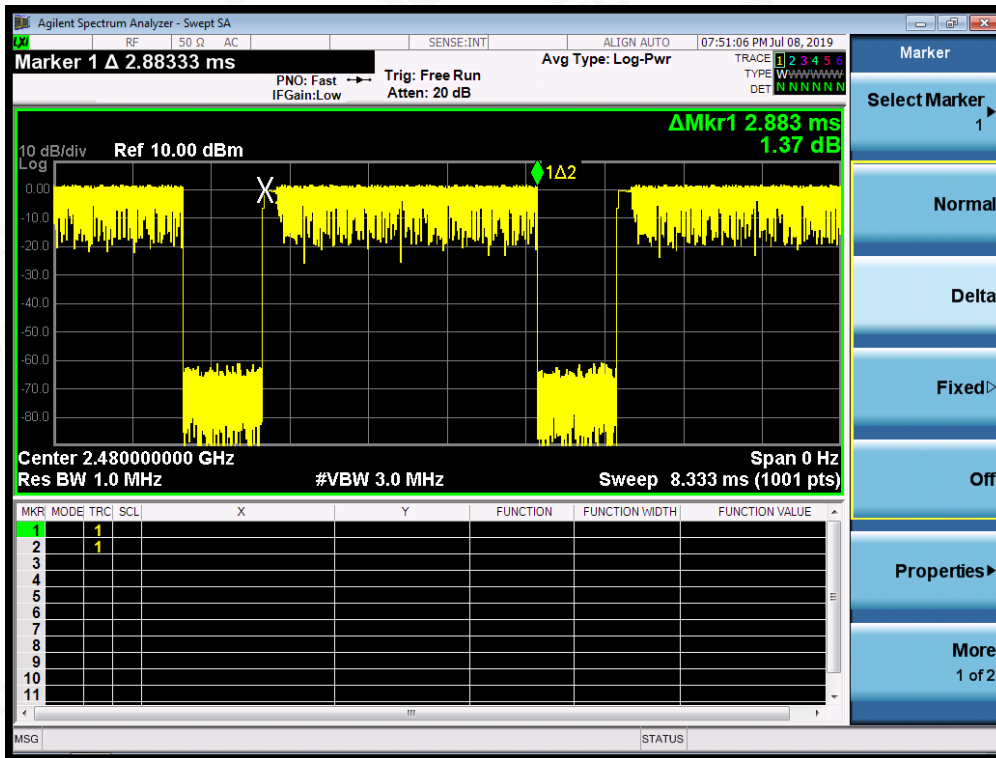 Agilent Spectrum Analyzer - Swept SA
LXI RF 50 Ω AC SENSE:INT ALIGN AUTO 07:51:06 PM Jul 08, 2019
Marker 1 Δ 2.88333 ms
PNO: Fast
IFGain:Low
Trig: Free Run
Atten: 20 dB
Avg Type: Log-Pwr
TRACE 1 2 3 4 5 6
TYPE WWWWWW
DET N N N N N N
ΔMkr1 2.883 ms
1.37 dB
10 dB/div Ref 10.00 dBm
Log
0.00
-10.0
-20.0
-30.0
-40.0
-50.0
-60.0
-70.0
-80.0
X
2
1Δ2
Center 2.480000000 GHz Span 0 Hz
Res BW 1.0 MHz #VBW 3.0 MHz Sweep 8.333 ms (1001 pts)
MKR MODE TRC SCL X Y FUNCTION FUNCTION WIDTH FUNCTION VALUE
1 1
2 1
3
4
5
6
7
8
9
10
11
MSG STATUS
Marker
Select Marker
1
Normal
Delta
Fixed
Off
Properties
More
1 of 2